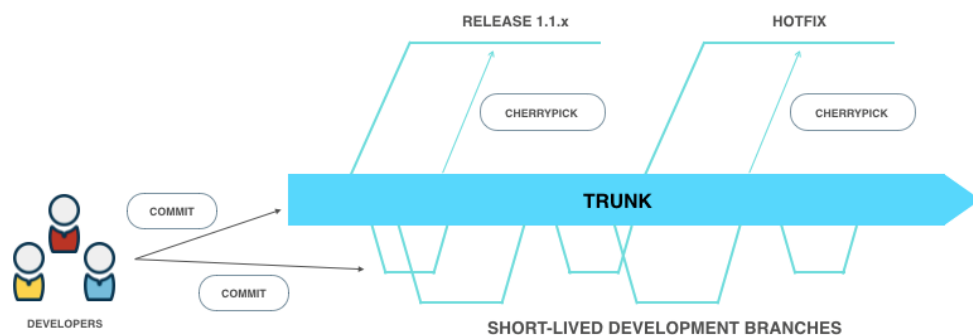 RELEASE 1.1.x
HOTFIX
CHERRYPICK
CHERRYPICK
TRUNK
COMMIT
COMMIT
DEVELOPERS
SHORT-LIVED DEVELOPMENT BRANCHES